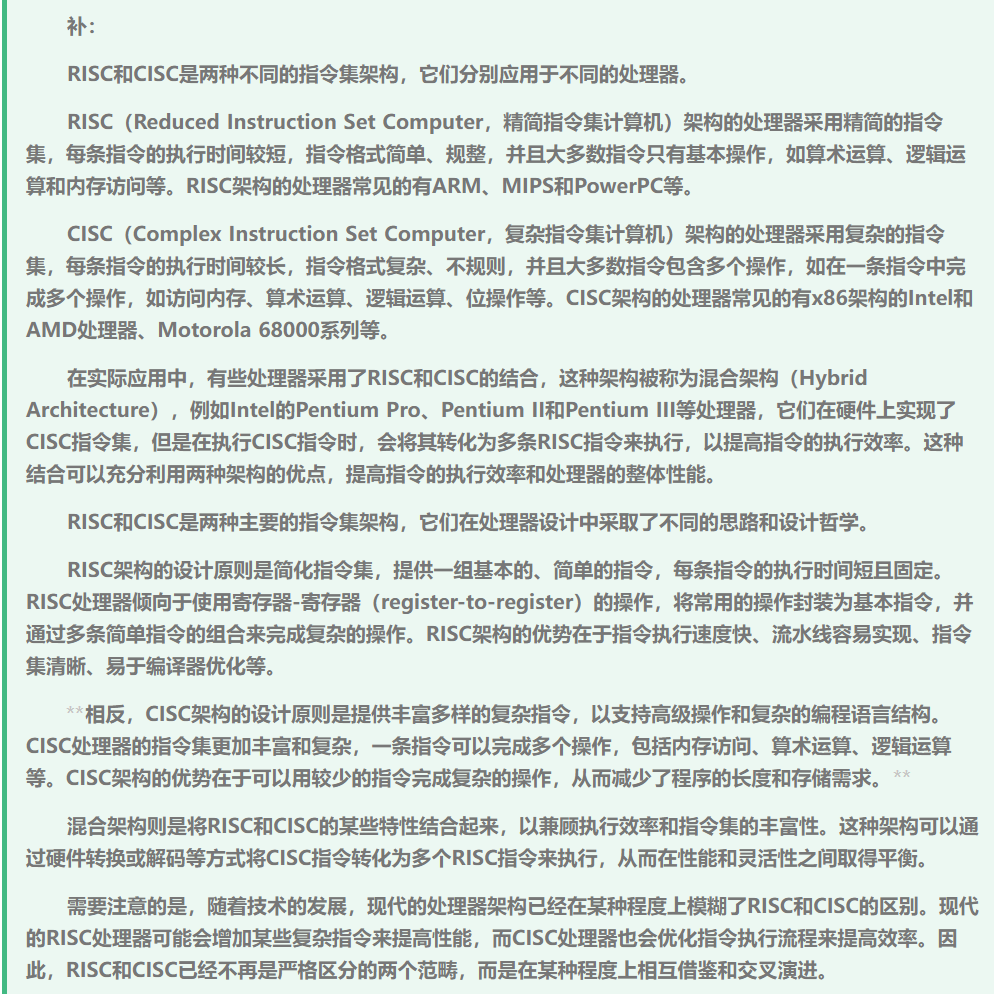 补：
RISC和CISC是两种不同的指令集架构，它们分别应用于不同的处理器。
RISC（Reduced Instruction Set Computer，精简指令集计算机）架构的处理器采用精简的指令
集，每条指令的执行时间较短，指令格式简单、规整，并且大多数指令只有基本操作，如算术运算、逻辑运
算和内存访问等。RISC架构的处理器常见的有ARM、MIPS和PowerPC等。
CISC（Complex Instruction Set Computer，复杂指令集计算机）架构的处理器采用复杂的指令
集，每条指令的执行时间较长，指令格式复杂、不规则，并且大多数指令包含多个操作，如在一条指令中完
成多个操作，如访问内存、算术运算、逻辑运算、位操作等。CISC架构的处理器常见的有x86架构的Intel和
AMD处理器、Motorola 68000系列等。
在实际应用中，有些处理器采用了RISC和CISC的结合，这种架构被称为混合架构（Hybrid
Architecture），例如Intel的Pentium Pro、Pentium II和Pentium III等处理器，它们在硬件上实现了
CISC指令集，但是在执行CISC指令时，会将其转化为多条RISC指令来执行，以提高指令的执行效率。这种
结合可以充分利用两种架构的优点，提高指令的执行效率和处理器的整体性能。
RISC和CISC是两种主要的指令集架构，它们在处理器设计中采取了不同的思路和设计哲学。
RISC架构的设计原则是简化指令集，提供一组基本的、简单的指令，每条指令的执行时间短且固定。
RISC处理器倾向于使用寄存器-寄存器（register-to-register）的操作，将常用的操作封装为基本指令，并
通过多条简单指令的组合来完成复杂的操作。RISC架构的优势在于指令执行速度快、流水线容易实现、指令
集清晰、易于编译器优化等。
**相反，CISC架构的设计原则是提供丰富多样的复杂指令，以支持高级操作和复杂的编程语言结构。
CISC处理器的指令集更加丰富和复杂，一条指令可以完成多个操作，包括内存访问、算术运算、逻辑运算
等。CISC架构的优势在于可以用较少的指令完成复杂的操作，从而减少了程序的长度和存储需求。**
混合架构则是将RISC和CISC的某些特性结合起来，以兼顾执行效率和指令集的丰富性。这种架构可以通
过硬件转换或解码等方式将CISC指令转化为多个RISC指令来执行，从而在性能和灵活性之间取得平衡。
需要注意的是，随着技术的发展，现代的处理器架构已经在某种程度上模糊了RISC和CISC的区别。现代
的RISC处理器可能会增加某些复杂指令来提高性能，而CISC处理器也会优化指令执行流程来提高效率。因
此，RISC和CISC已经不再是严格区分的两个范畴，而是在某种程度上相互借鉴和交叉演进。